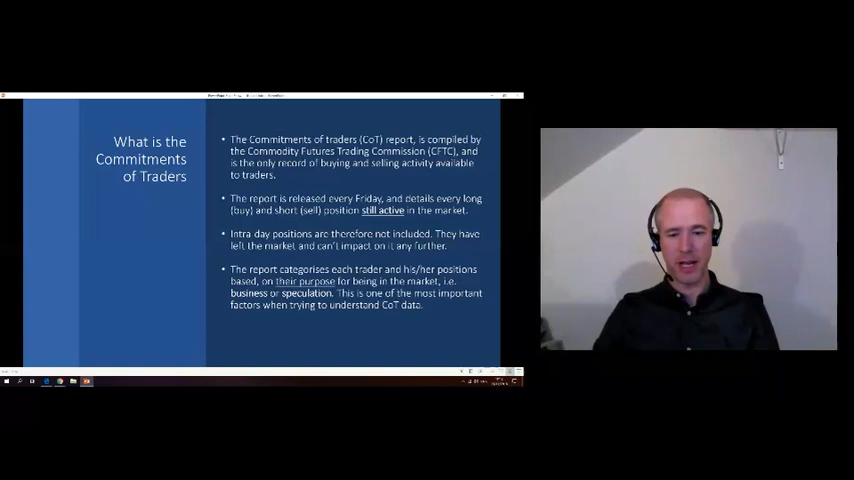 What is the
Commitments
of Traders
• The Commitments of traders (CoT) report, is compiled by
the Commodity Futures Trading Commission (CFTC), and
is the only record of buying and selling activity available
to traders.
• The report is released every Friday, and details every long
(buy) and short (sell) position still active in the market.
• Intra day positions are therefore not included. They have
left the market and can't impact on it any further.
• The report categorises each trader and his/her positions
based, on their purpose for being in the market, i.e.
business or speculation. This is one of the most important
factors when trying to understand CoT data.